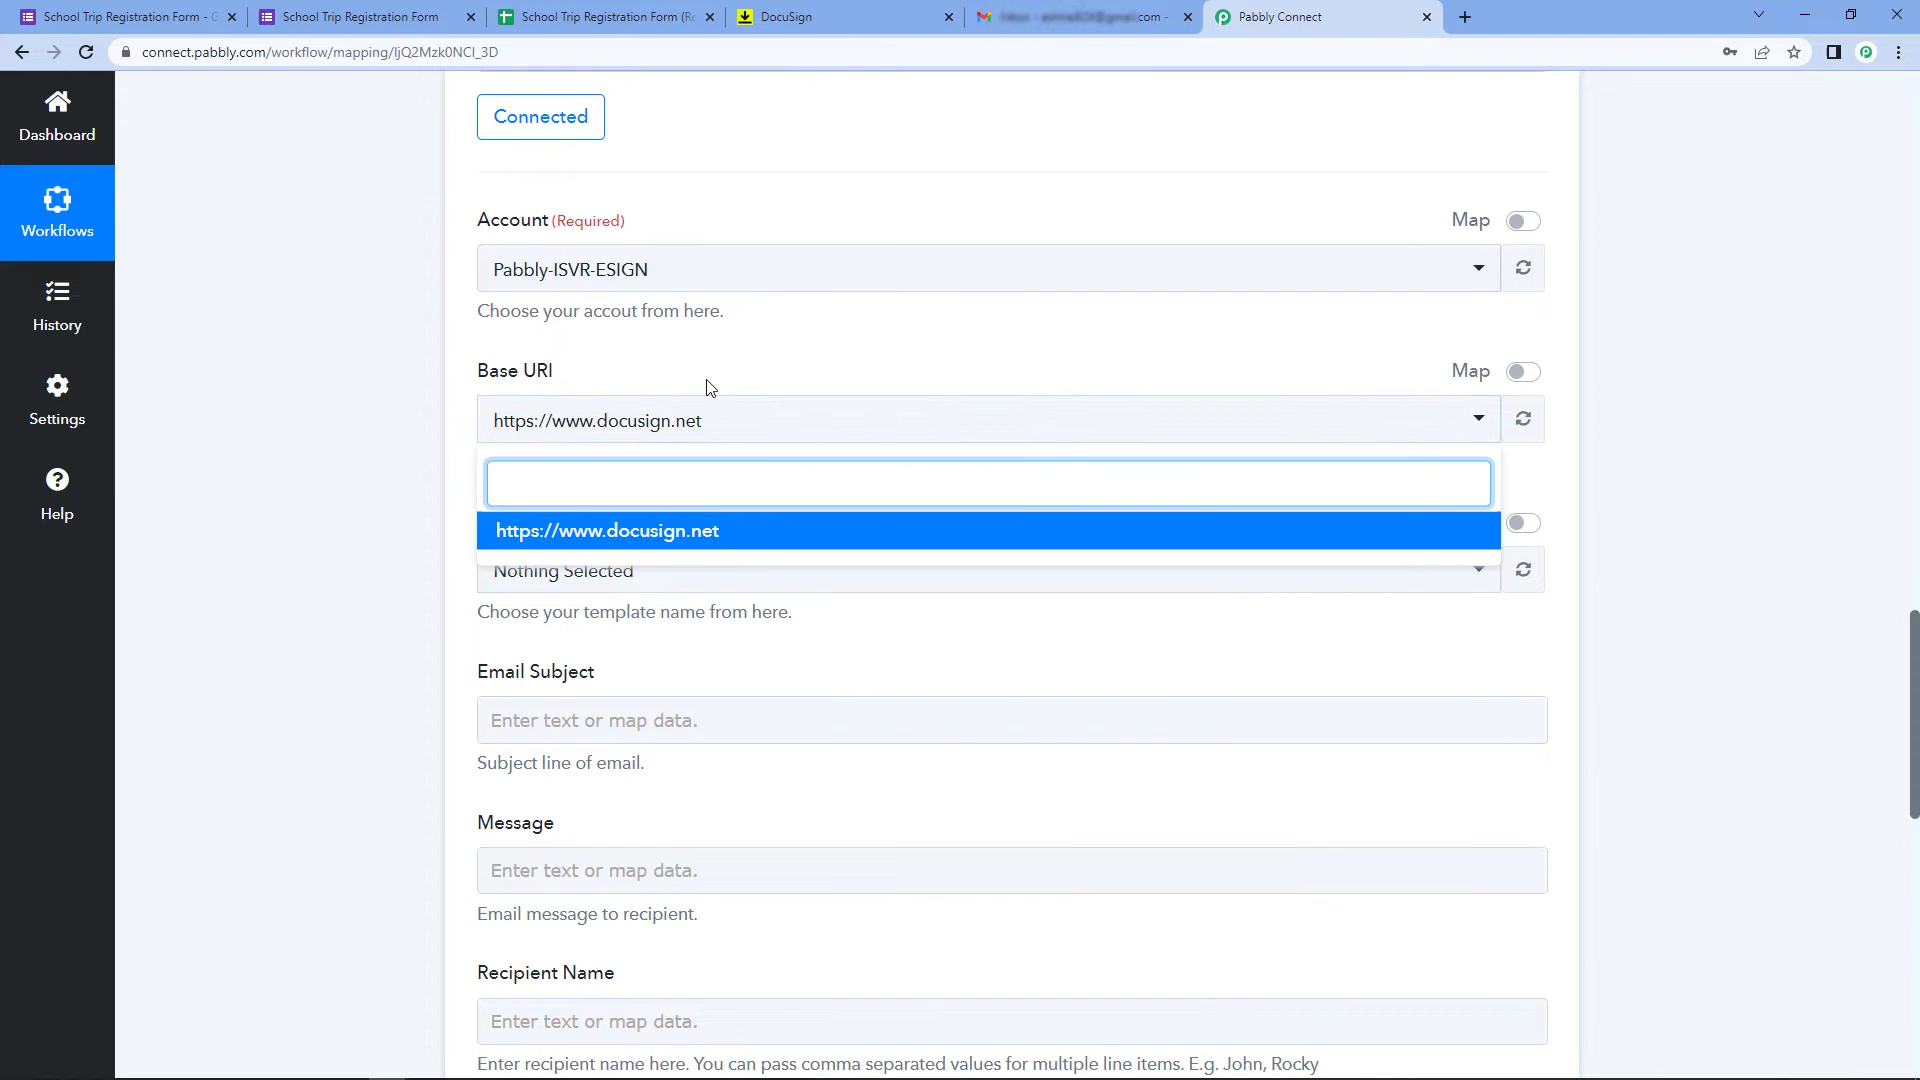 School Trip Registration Form - G
School Trip Registration Form
School Trip Registration Form (Re
DocuSign
com -
Pabbly Connect
connect.pabbly.com/workflow/mapping/
Dashboard
Workflows
History
Settings
Help
Connected
Account (Required)
Map
Pabbly-ISVR-ESIGN
Choose your accout from here.
Base URI
Map
https://www.docusign.net
https://www.docusign.net
Nothing Selected
Choose your template name from here.
Email Subject
Enter text or map data.
Subject line of email.
Message
Enter text or map data.
Email message to recipient.
Recipient Name
Enter text or map data.
Enter recipient name here. You can pass comma separated values for multiple line items. E.g. John, Rocky